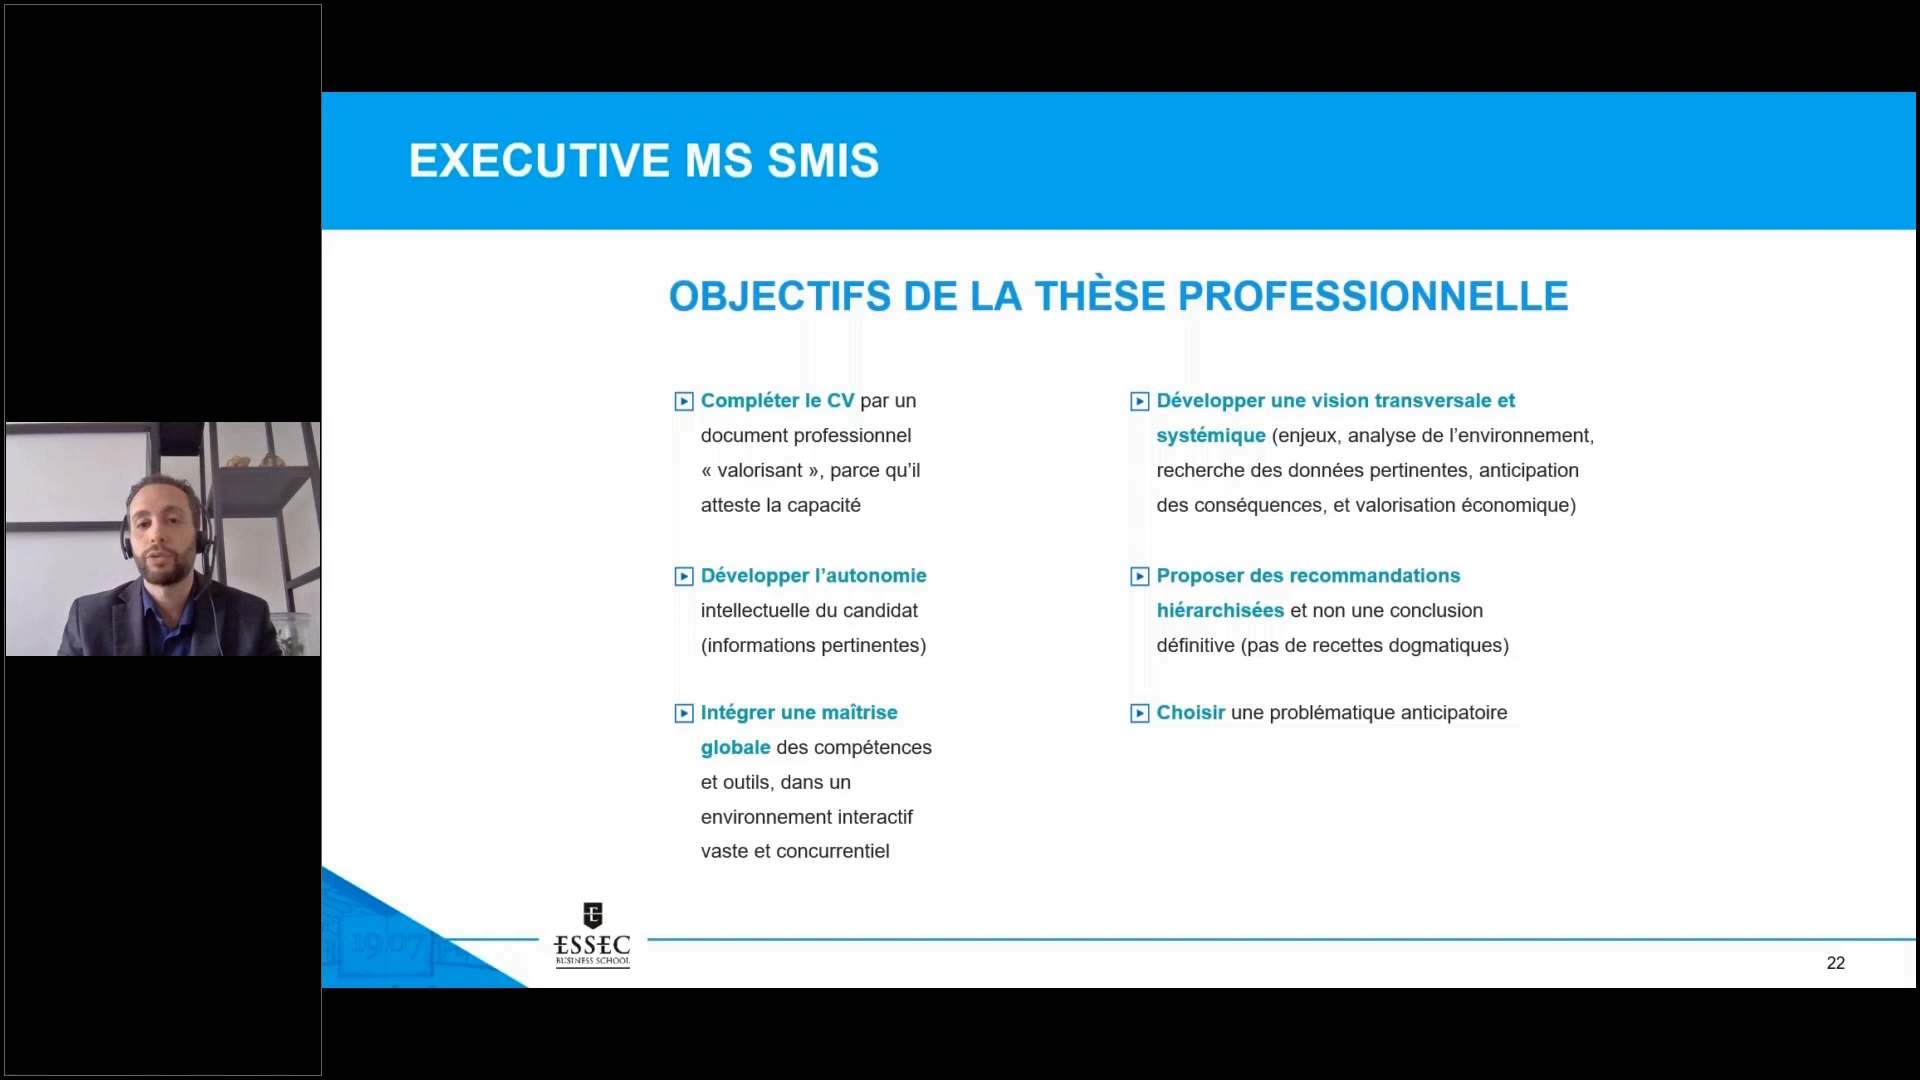 EXECUTIVE MS SMIS
OBJECTIFS DE LA THÈSE PROFESSIONNELLE
Compléter le CV par un
document professionnel
« valorisant », parce qu’il
atteste la capacité
Développer l’autonomie
intellectuelle du candidat
(informations pertinentes)
Intégrer une maîtrise
globale des compétences
et outils, dans un
environnement interactif
vaste et concurrentiel
Développer une vision transversale et
systémique (enjeux, analyse de l’environnement,
recherche des données pertinentes, anticipation
des conséquences, et valorisation économique)
Proposer des recommandations
hiérarchisées et non une conclusion
définitive (pas de recettes dogmatiques)
Choisir une problématique anticipatoire
1907
ESSEC
BUSINESS SCHOOL
22